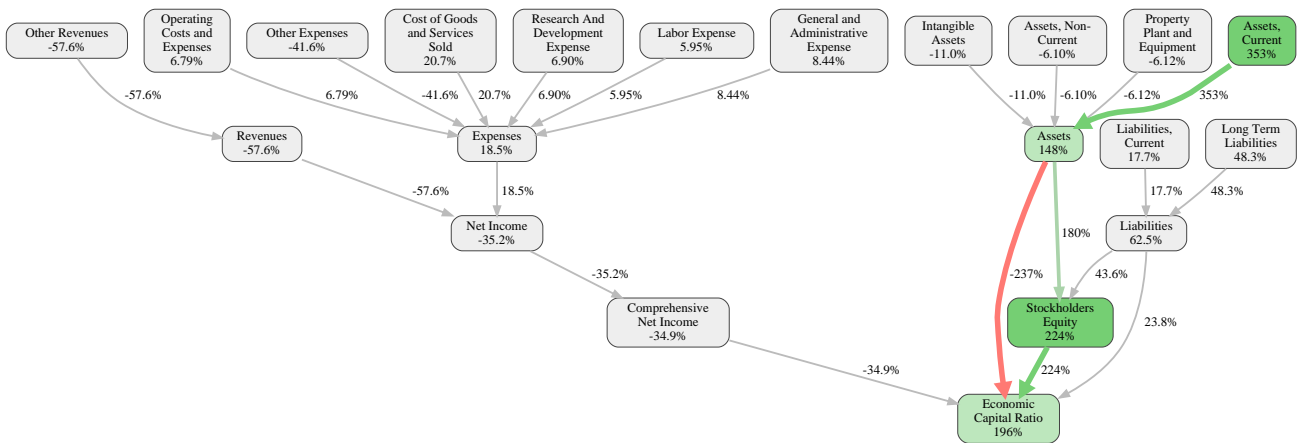 Other Revenues
-57.6%
Operating
Costs and
Expenses
6.79%
Other Expenses
-41.6%
Cost of Goods
and Services
Sold
20.7%
Research And
Development
Expense
6.90%
Labor Expense
5.95%
General and
Administrative
Expense
8.44%
Intangible
Assets
-11.0%
Assets, Non-
Current
-6.10%
Property
Plant and
Equipment
-6.12%
Assets,
Current
353%
-57.6%
6.79%
-41.6%
20.7%
6.90%
5.95%
8.44%
-11.0%
-6.10%
-6.12%
353%
Revenues
-57.6%
Expenses
18.5%
Assets
148%
Liabilities,
Current
17.7%
Long Term
Liabilities
48.3%
-57.6%
18.5%
17.7%
48.3%
Net Income
-35.2%
180%
Liabilities
62.5%
-35.2%
-237%
43.6%
Comprehensive
Net Income
-34.9%
Stockholders
Equity
224%
23.8%
-34.9%
224%
Economic
Capital Ratio
196%